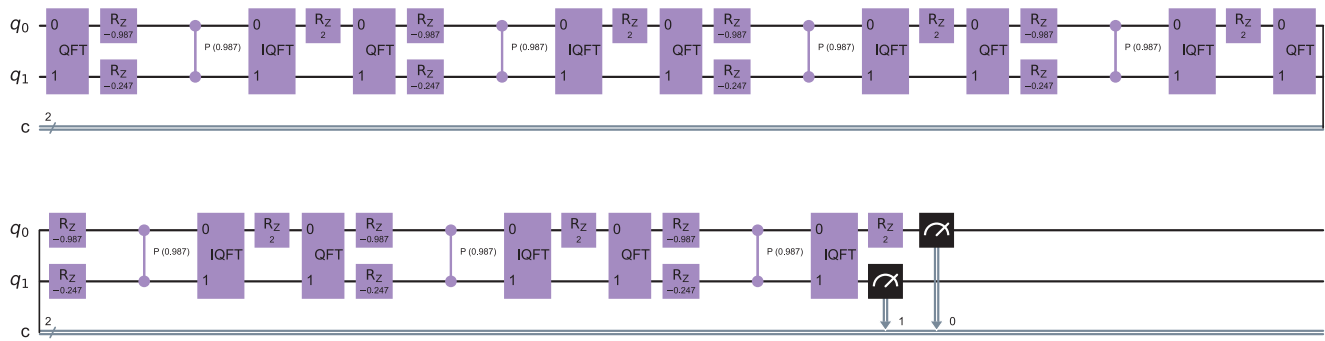 q0 0 QFT RZ −0.987 P (0.987) 0 IQFT RZ 2 0 QFT RZ −0.987 P (0.987) 0 IQFT RZ 2 0 QFT RZ −0.987 P (0.987) 0 IQFT RZ 2 0 QFT RZ −0.987 P (0.987) 0 IQFT RZ 2 0 QFT
q1 1 RZ −0.247 1 1 RZ −0.247 1 1 RZ −0.247 1 1 RZ −0.247 1 1
c 2
q0 RZ −0.987 P (0.987) 0 IQFT RZ 2 0 QFT RZ −0.987 P (0.987) 0 IQFT RZ 2 0 QFT RZ −0.987 P (0.987) 0 IQFT RZ 2
q1 RZ −0.247 1 1 RZ −0.247 1 1 RZ −0.247 1
c 2 1 0